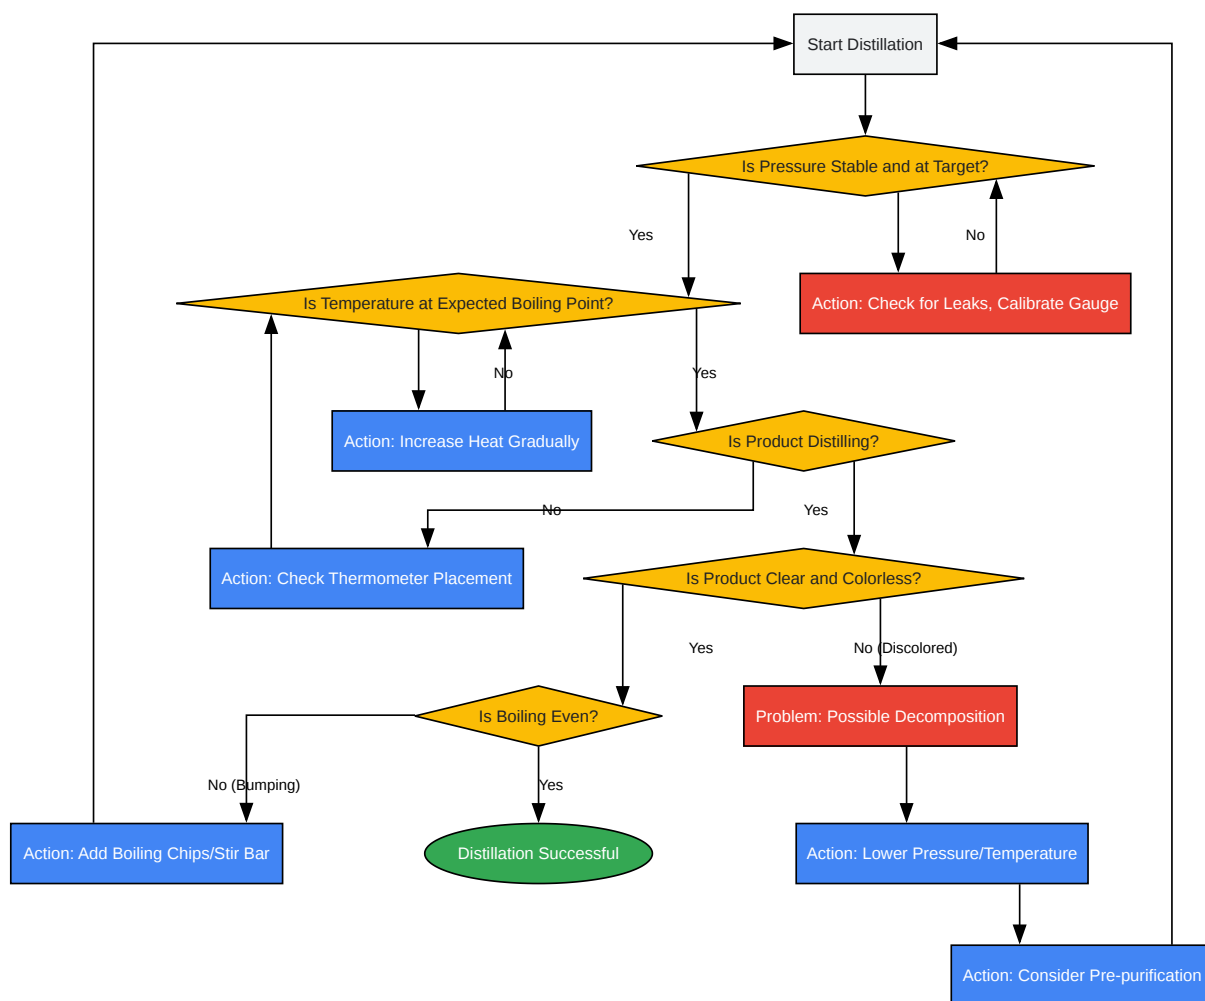 Start Distillation
Is Pressure Stable and at Target?
Yes
No
Is Temperature at Expected Boiling Point?
Action: Check for Leaks, Calibrate Gauge
No
Yes
Action: Increase Heat Gradually
Is Product Distilling?
No
Yes
Action: Check Thermometer Placement
Is Product Clear and Colorless?
Yes
No (Discolored)
Is Boiling Even?
Problem: Possible Decomposition
No (Bumping)
Yes
Action: Add Boiling Chips/Stir Bar
Distillation Successful
Action: Lower Pressure/Temperature
Action: Consider Pre-purification